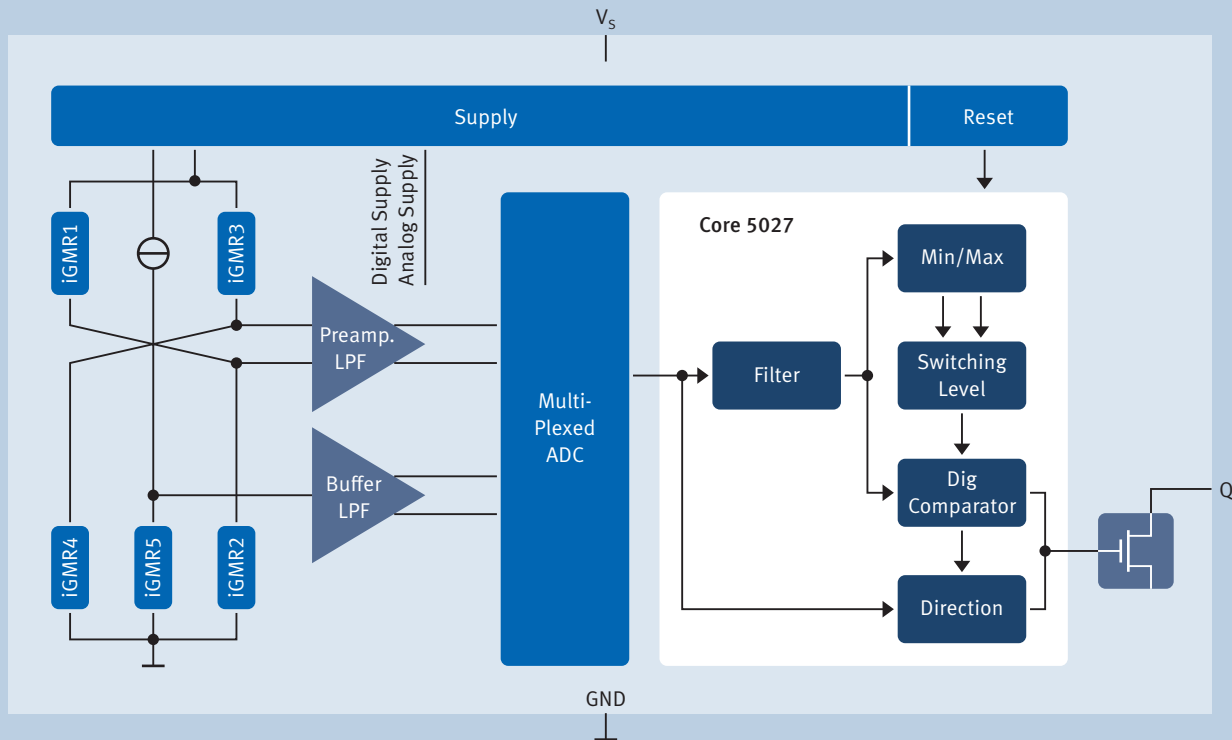 V_S
Supply
Reset
Digital Supply
Analog Supply
iGMR1
iGMR3
Core 5027
Min/Max
Preamp.
LPF
Filter
Switching
Level
Multi-
Plexed
ADC
Buffer
LPF
Dig
Comparator
Q
iGMR4
iGMR5
iGMR2
Direction
GND